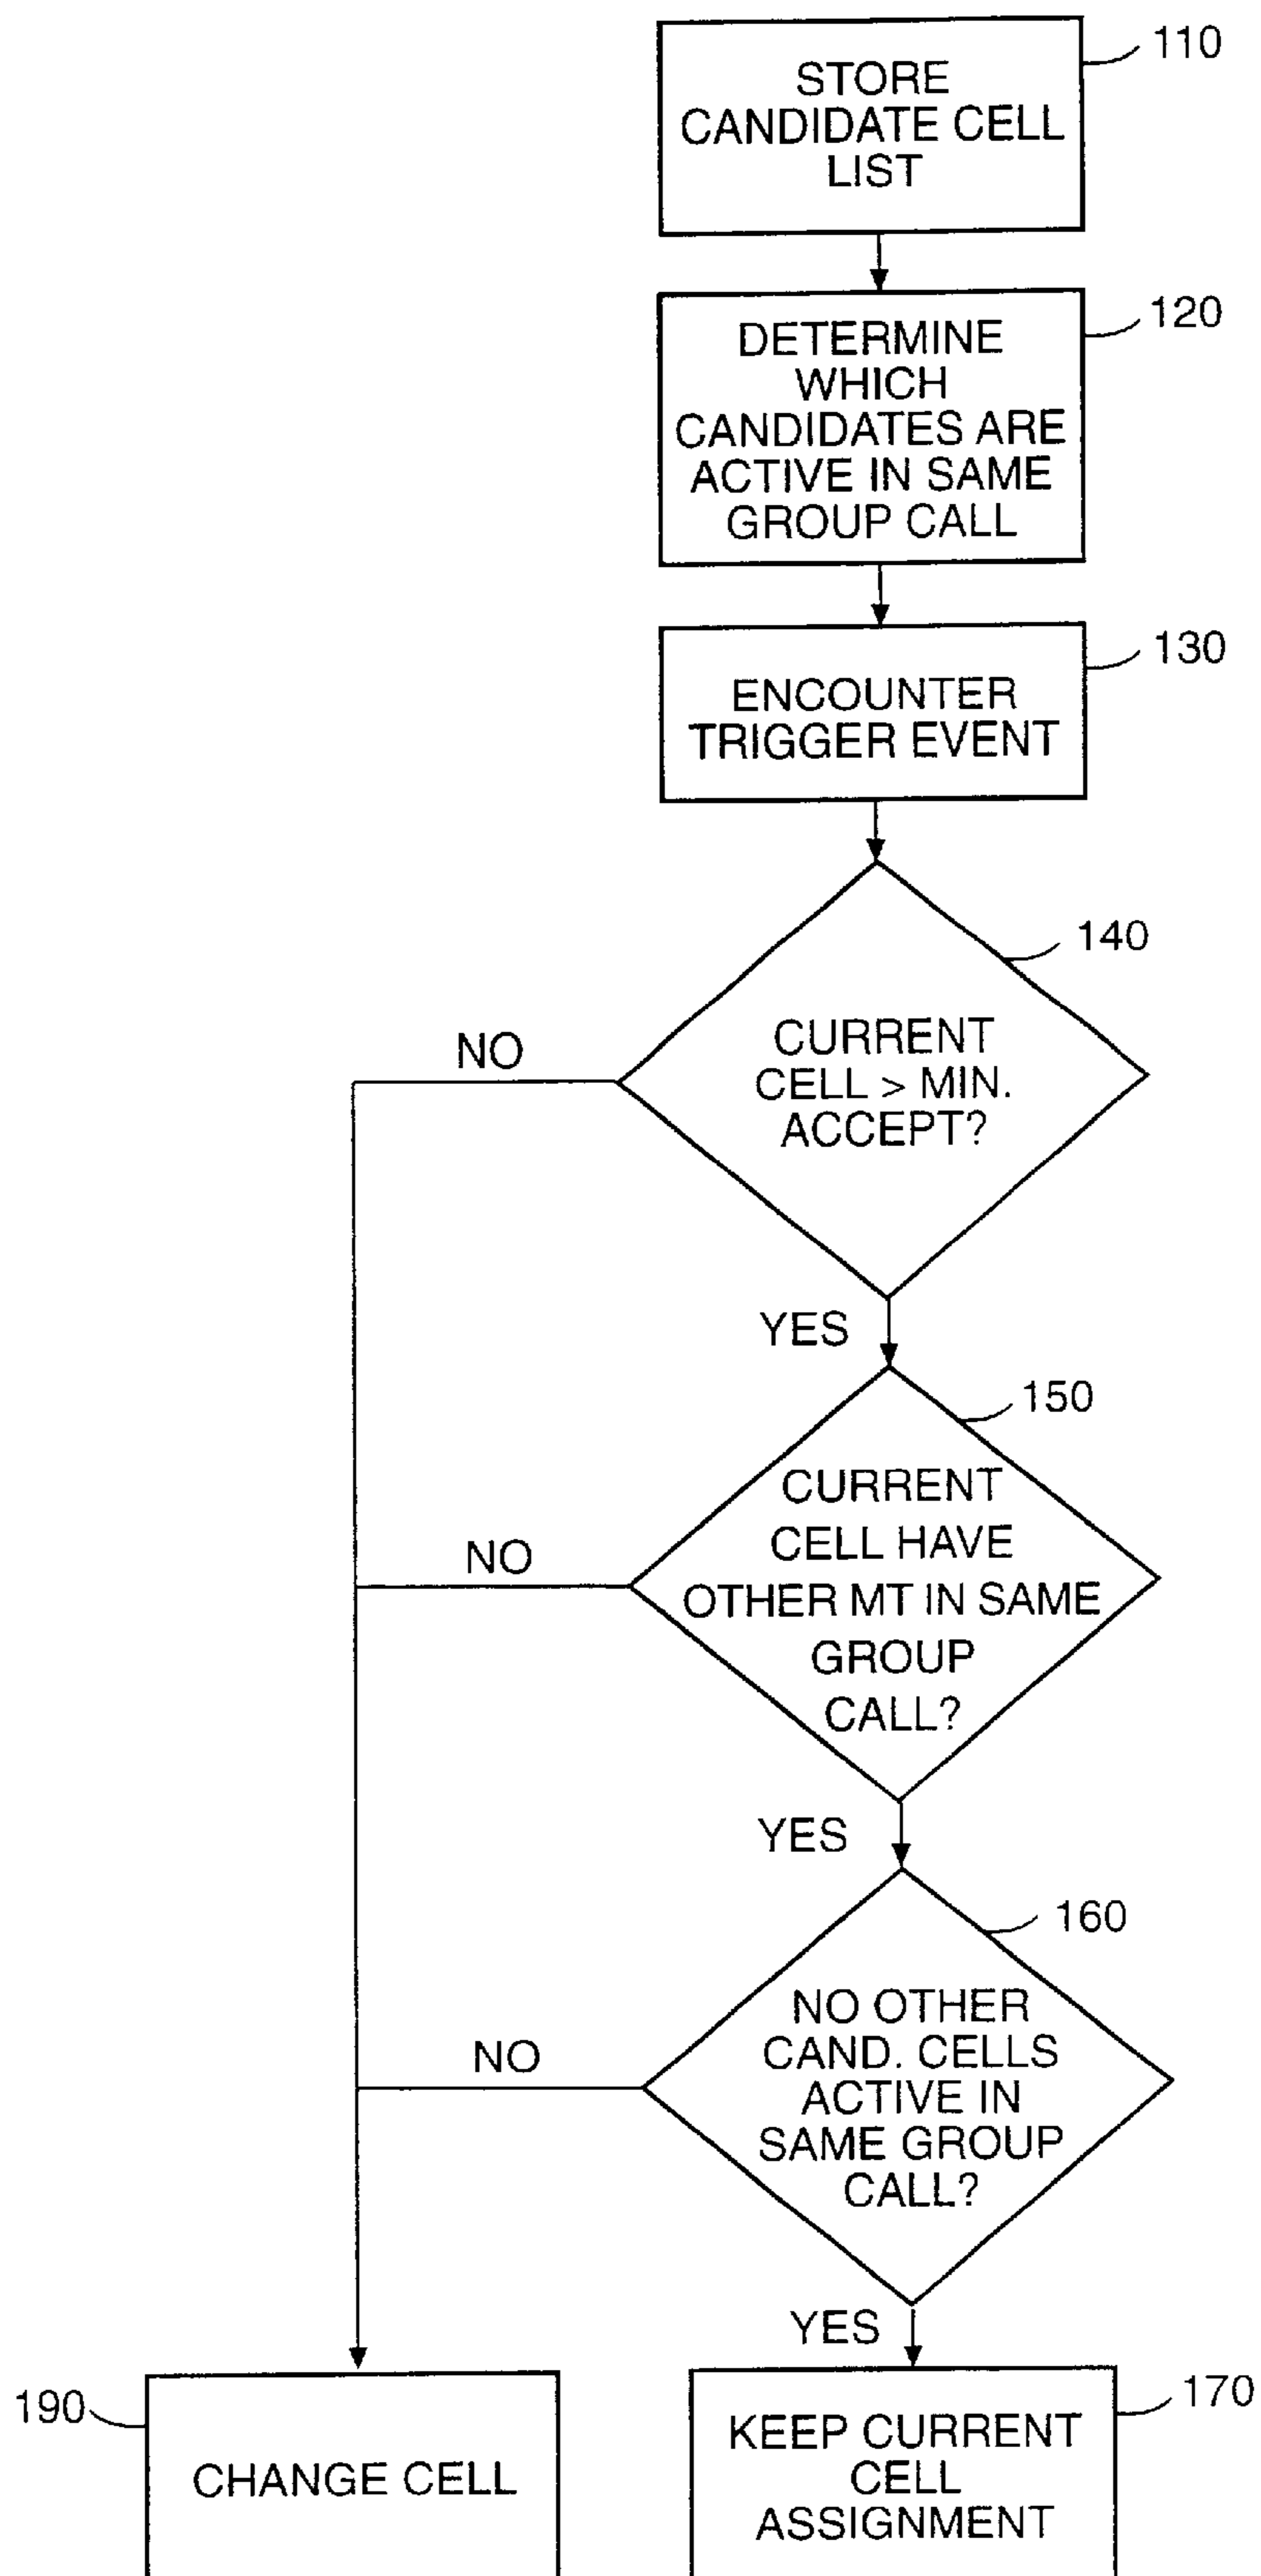 110
STORE
CANDIDATE CELL
LIST
120
DETERMINE
WHICH
CANDIDATES ARE
ACTIVE IN SAME
GROUP CALL
130
ENCOUNTER
TRIGGER EVENT
140
NO
CURRENT
CELL > MIN.
ACCEPT?
YES
150
CURRENT
CELL HAVE
NO
OTHER MT IN SAME
GROUP
CALL?
YES
160
NO OTHER
CAND. CELLS
NO
ACTIVE IN
SAME GROUP
CALL?
YES
190
CHANGE CELL
170
KEEP CURRENT
CELL
ASSIGNMENT